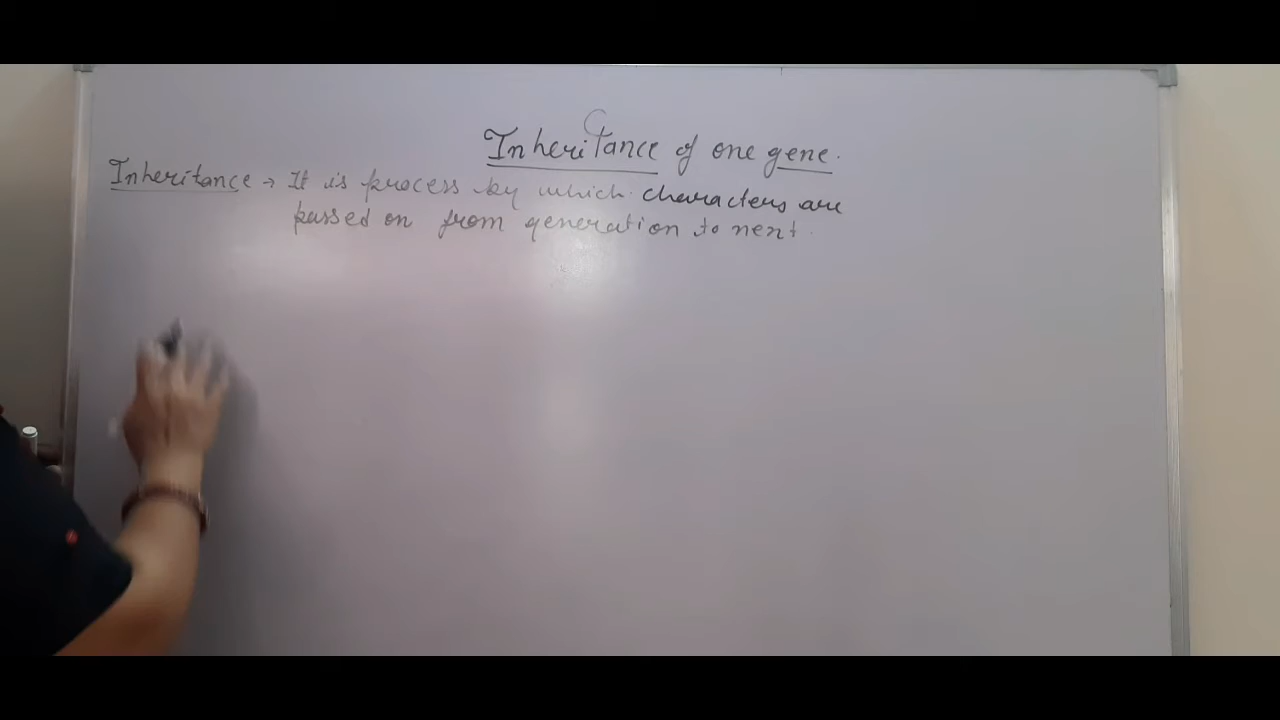 Inheritance of one gene.
Inheritance → It is process by which characters are
passed on from generation to next.